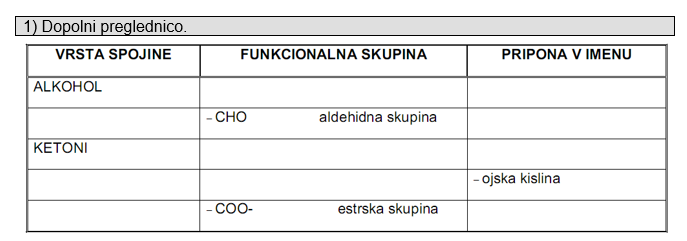 1) Dopolni preglednico.
VRSTA SPOJINE FUNKCIONALNA SKUPINA PRIPONA V IMENU
ALKOHOL
– CHO aldehidna skupina
KETONI
– ojska kislina
– COO- estrska skupina